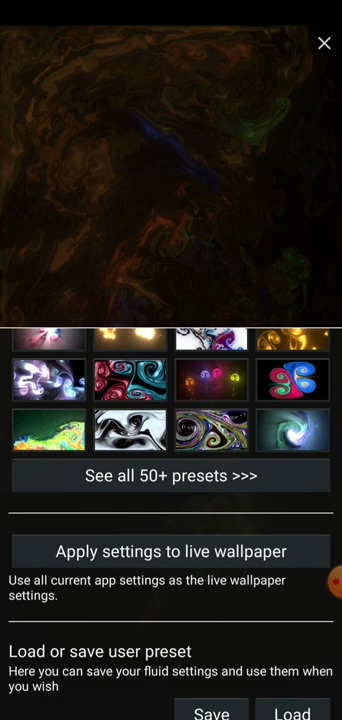 See all 50+ presets >>>
Apply settings to live wallpaper
Use all current app settings as the live wallpaper
settings.
Load or save user preset
Here you can save your fluid settings and use them when
you wish
Save
Load